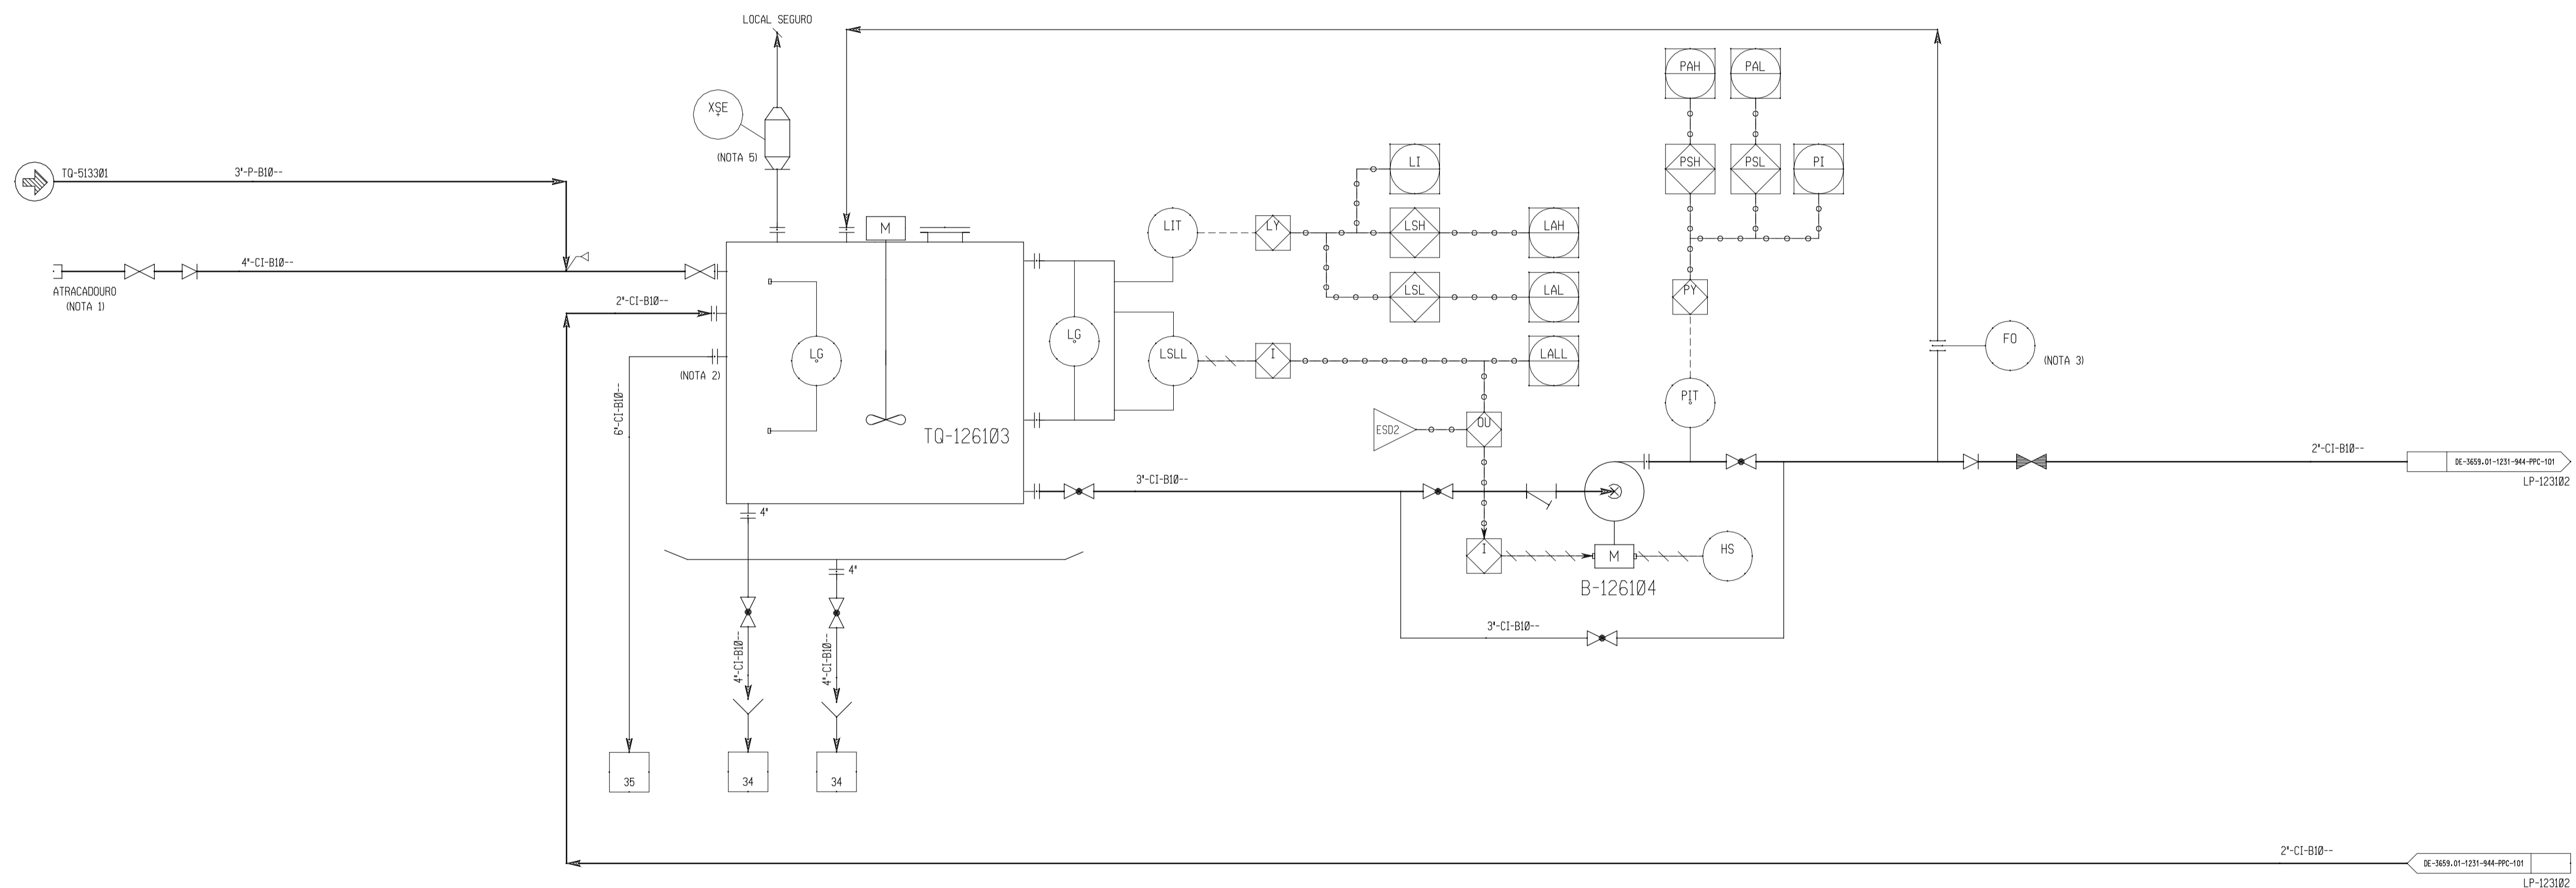 LOCAL SEGURO
XSE
(NOTA 5)
TQ-513301
3"-P-B10--
4"-CI-B10--
ATRACADOURO
(NOTA 1)
2"-CI-B10--
(NOTA 2)
6"-CI-B10--
M
LG
TQ-126103
LG
LIT
LY
LI
LSH
LAH
LSL
LAL
LSLL
I
LALL
ESD2
OU
PAH
PAL
PSH
PSL
PI
PY
PIT
FO
(NOTA 3)
3"-CI-B10--
I
M
HS
B-126104
3"-CI-B10--
2"-CI-B10--
DE-3659.01-1231-944-PPC-101
LP-123102
4"
4"
4"-CI-B10--
4"-CI-B10--
35
34
34
2"-CI-B10--
DE-3659.01-1231-944-PPC-101
LP-123102